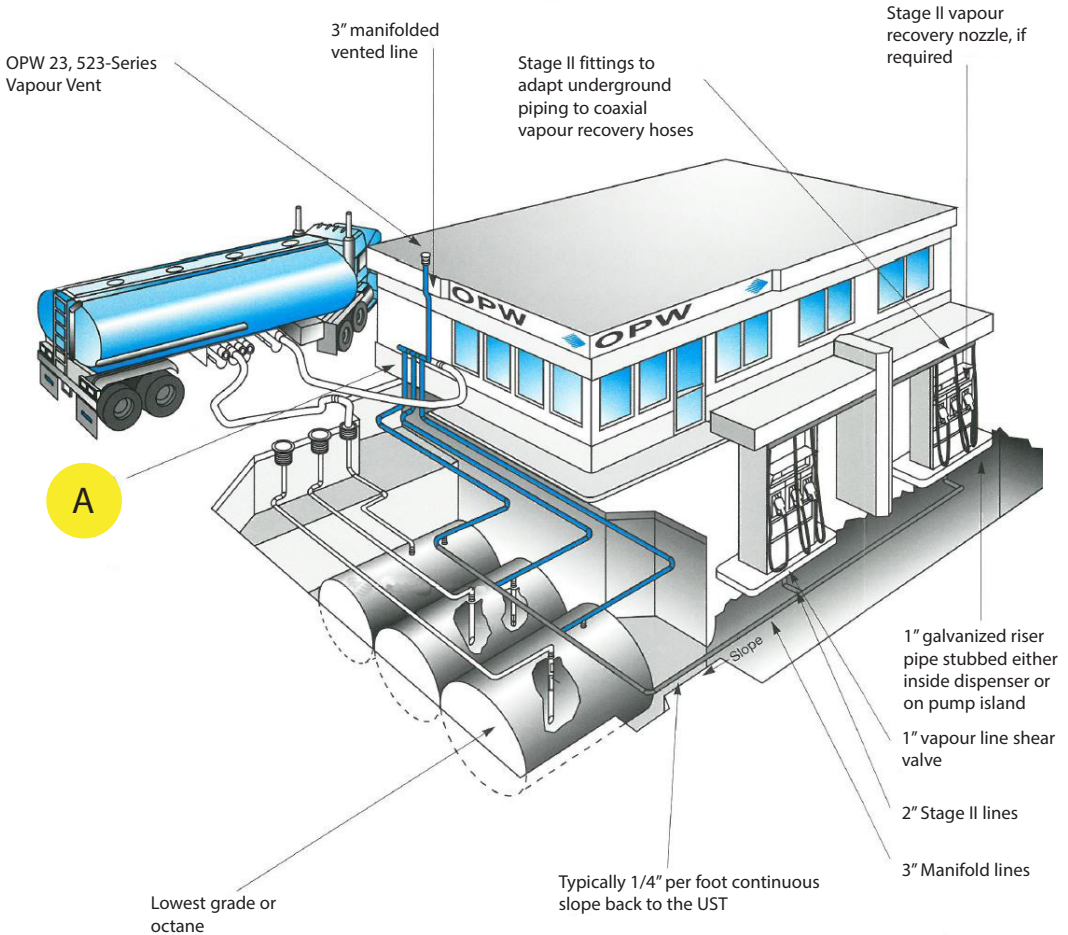 OPW 23, 523-Series
Vapour Vent
3” manifolded
vented line
Stage II fittings to
adapt underground
piping to coaxial
vapour recovery hoses
Stage II vapour
recovery nozzle, if
required
OPW
OPW
A
Slope
1” galvanized riser
pipe stubbed either
inside dispenser or
on pump island
1” vapour line shear
valve
2” Stage II lines
3” Manifold lines
Typically 1/4” per foot continuous
slope back to the UST
Lowest grade or
octane